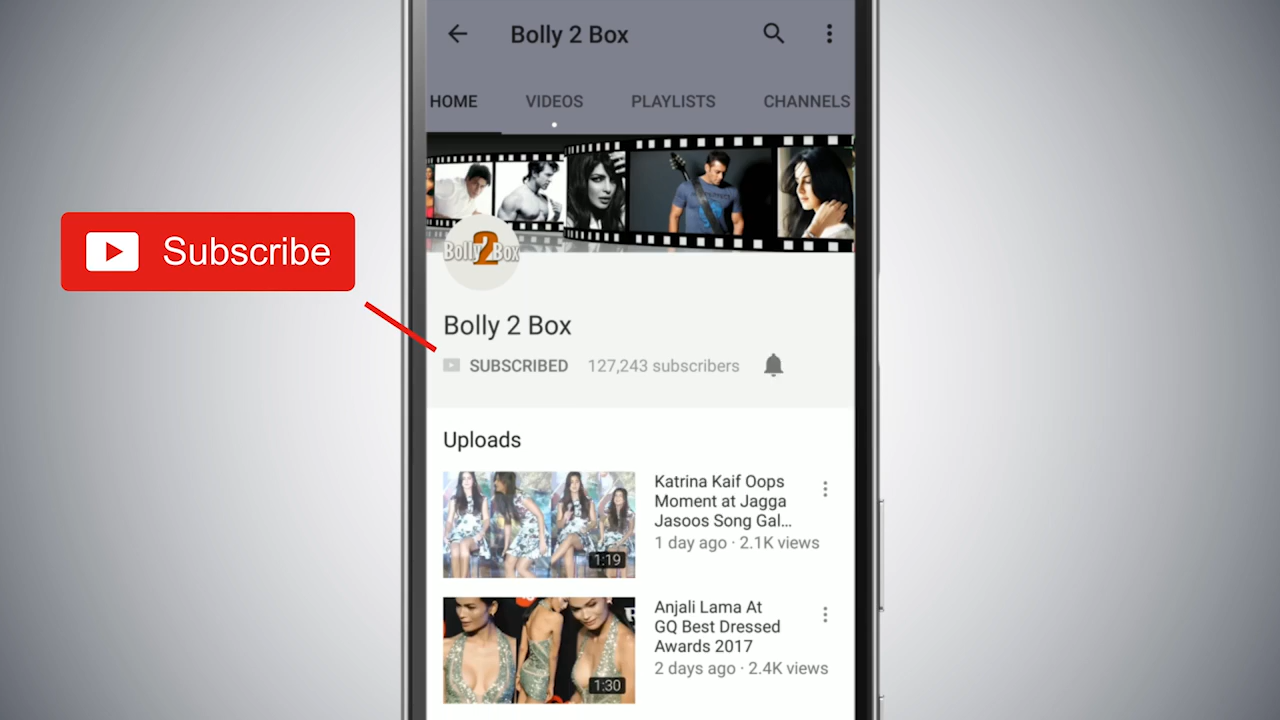 Bolly 2 Box
HOME VIDEOS PLAYLISTS CHANNELS
Subscribe
Bolly 2 Box
Bolly 2 Box
SUBSCRIBED 127,243 subscribers
Uploads
Katrina Kaif Oops
Moment at Jagga
Jasoos Song Gal...
1 day ago · 2.1K views
1:19
Anjali Lama At
GQ Best Dressed
Awards 2017
2 days ago · 2.4K views
1:30